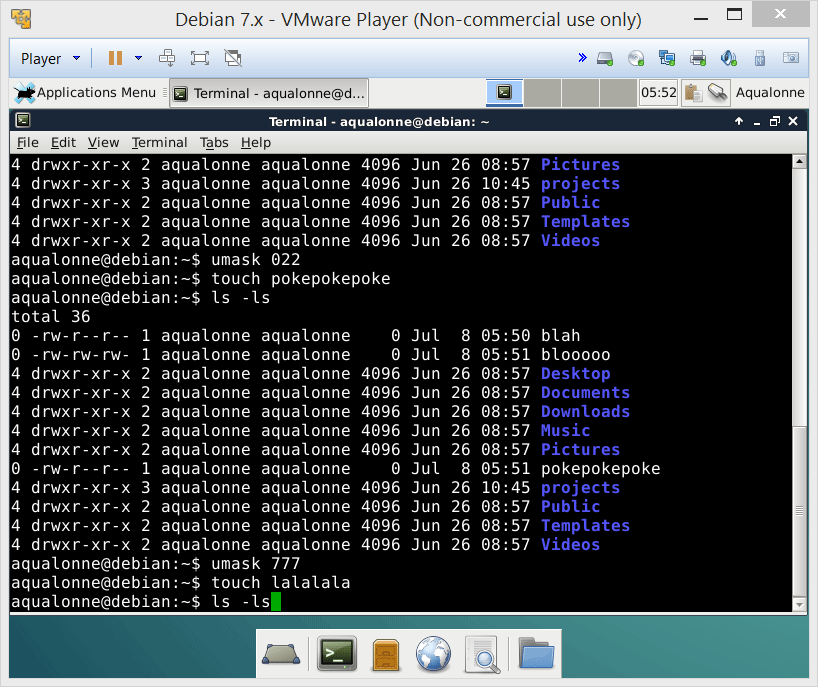 Debian 7.x - VMware Player (Non-commercial use only)
Player
Applications Menu Terminal - aqualonne@d... 05:52 Aqualonne
Terminal - aqualonne@debian: ~
File Edit View Terminal Tabs Help
4 drwxr-xr-x 2 aqualonne aqualonne 4096 Jun 26 08:57 Pictures
4 drwxr-xr-x 3 aqualonne aqualonne 4096 Jun 26 10:45 projects
4 drwxr-xr-x 2 aqualonne aqualonne 4096 Jun 26 08:57 Public
4 drwxr-xr-x 2 aqualonne aqualonne 4096 Jun 26 08:57 Templates
4 drwxr-xr-x 2 aqualonne aqualonne 4096 Jun 26 08:57 Videos
aqualonne@debian:~$ umask 022
aqualonne@debian:~$ touch pokepokepoke
aqualonne@debian:~$ ls -ls
total 36
0 -rw-r--r-- 1 aqualonne aqualonne    0 Jul  8 05:50 blah
0 -rw-rw-rw- 1 aqualonne aqualonne    0 Jul  8 05:51 blooooo
4 drwxr-xr-x 2 aqualonne aqualonne 4096 Jun 26 08:57 Desktop
4 drwxr-xr-x 2 aqualonne aqualonne 4096 Jun 26 08:57 Documents
4 drwxr-xr-x 2 aqualonne aqualonne 4096 Jun 26 08:57 Downloads
4 drwxr-xr-x 2 aqualonne aqualonne 4096 Jun 26 08:57 Music
4 drwxr-xr-x 2 aqualonne aqualonne 4096 Jun 26 08:57 Pictures
0 -rw-r--r-- 1 aqualonne aqualonne    0 Jul  8 05:51 pokepokepoke
4 drwxr-xr-x 3 aqualonne aqualonne 4096 Jun 26 10:45 projects
4 drwxr-xr-x 2 aqualonne aqualonne 4096 Jun 26 08:57 Public
4 drwxr-xr-x 2 aqualonne aqualonne 4096 Jun 26 08:57 Templates
4 drwxr-xr-x 2 aqualonne aqualonne 4096 Jun 26 08:57 Videos
aqualonne@debian:~$ umask 777
aqualonne@debian:~$ touch lalalala
aqualonne@debian:~$ ls -ls